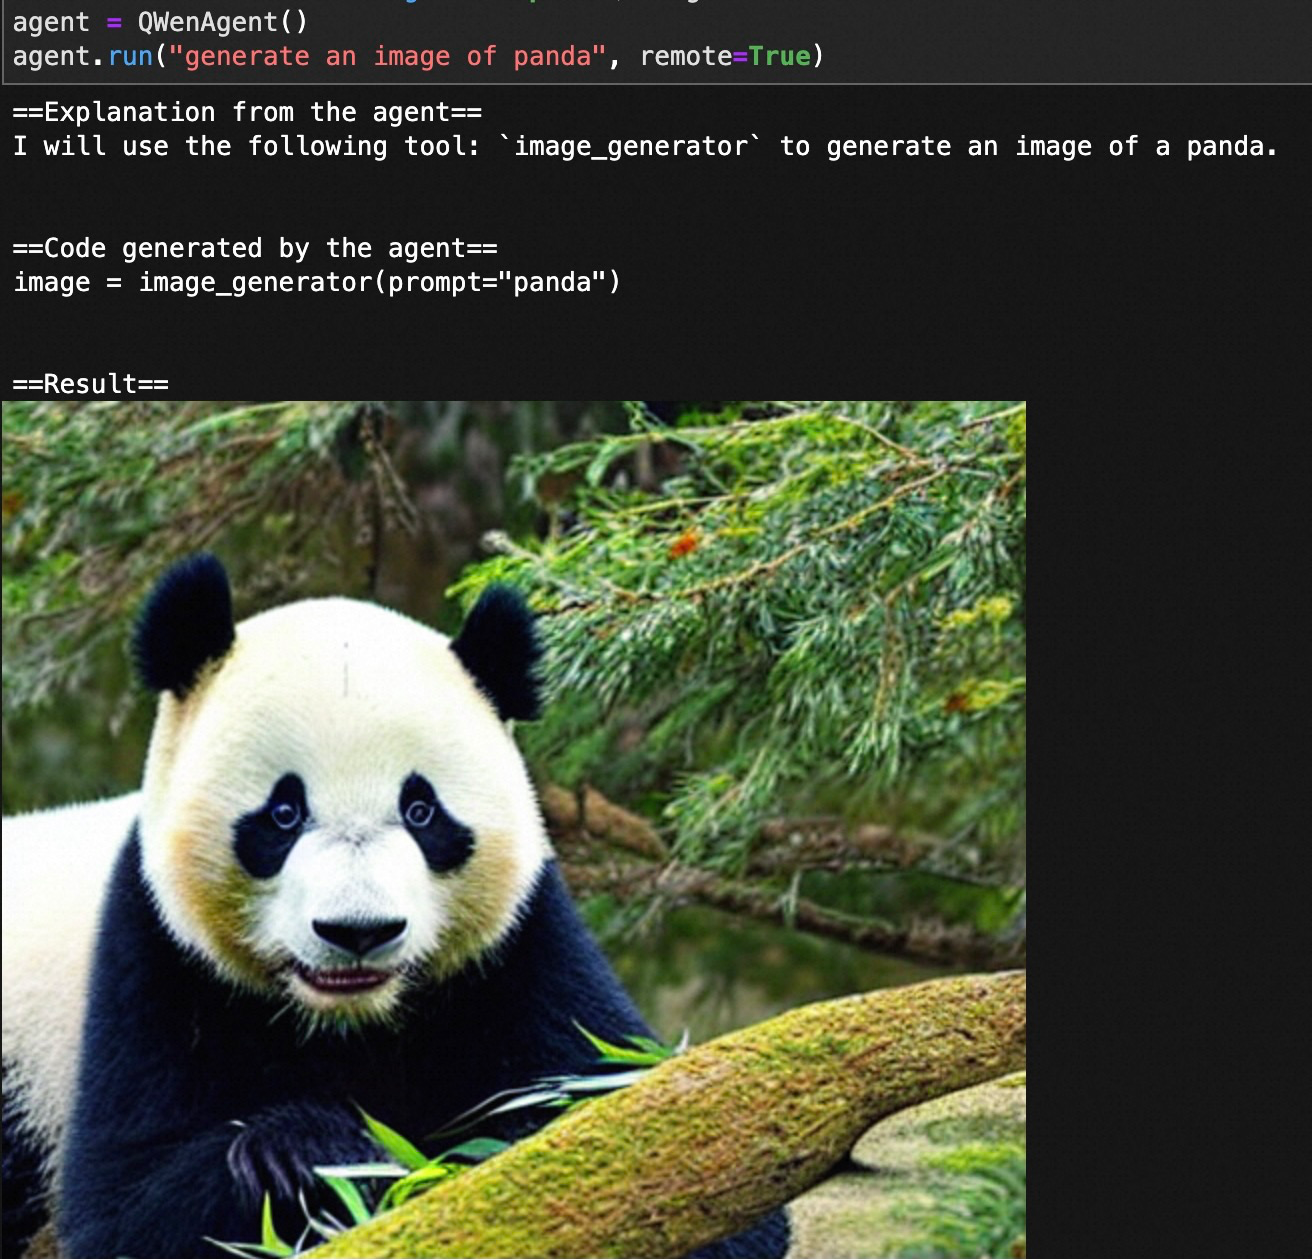 agent = QWenAgent()
agent.run("generate an image of panda", remote=True)
==Explanation from the agent==
I will use the following tool: `image_generator` to generate an image of a panda.
==Code generated by the agent==
image = image_generator(prompt="panda")
==Result==